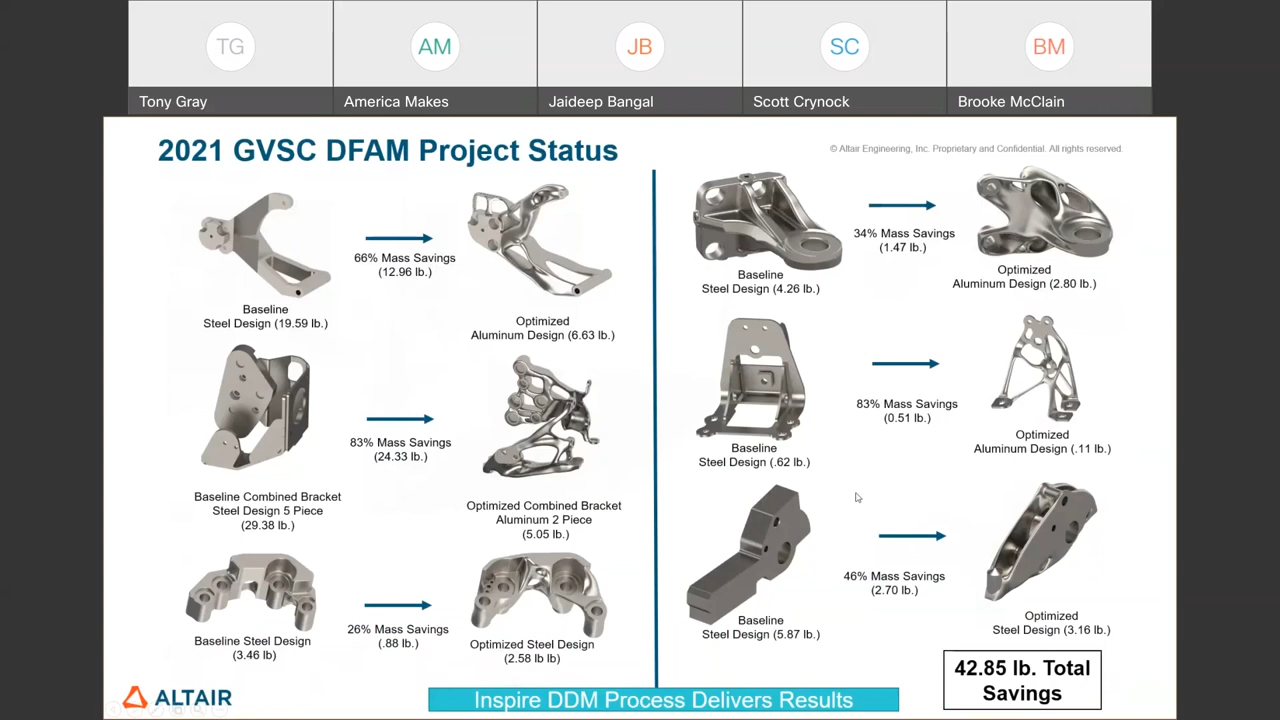 TG
AM
JB
SC
BM
Tony Gray
America Makes
Jaideep Bangal
Scott Crynock
Brooke McClain
2021 GVSC DFAM Project Status
© Altair Engineering, Inc. Proprietary and Confidential. All rights reserved.
66% Mass Savings
(12.96 lb.)
Baseline
Steel Design (19.59 lb.)
Optimized
Aluminum Design (6.63 lb.)
83% Mass Savings
(24.33 lb.)
Baseline Combined Bracket
Steel Design 5 Piece
(29.38 lb.)
Optimized Combined Bracket
Aluminum 2 Piece
(5.05 lb.)
26% Mass Savings
(.88 lb.)
Baseline Steel Design
(3.46 lb)
Optimized Steel Design
(2.58 lb lb)
34% Mass Savings
(1.47 lb.)
Baseline
Steel Design (4.26 lb.)
Optimized
Aluminum Design (2.80 lb.)
83% Mass Savings
(0.51 lb.)
Baseline
Steel Design (.62 lb.)
Optimized
Aluminum Design (.11 lb.)
46% Mass Savings
(2.70 lb.)
Baseline
Steel Design (5.87 lb.)
Optimized
Steel Design (3.16 lb.)
42.85 lb. Total
Savings
ALTAIR
Inspire DDM Process Delivers Results